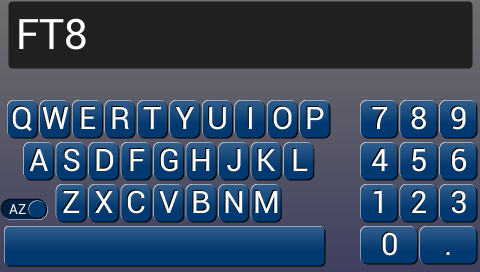 FT8
Q W E R T Y U I O P 7 8 9
A S D F G H J K L 4 5 6
AZ Z X C V B N M 1 2 3
0 .